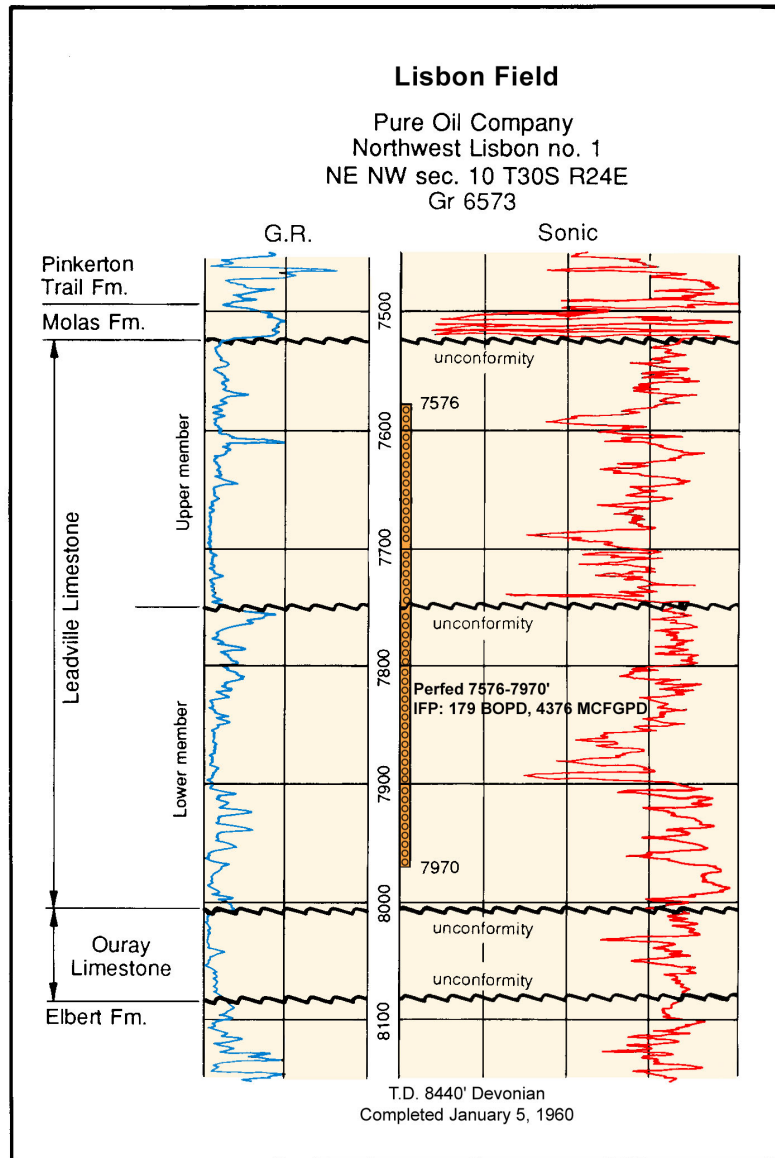 Lisbon Field
Pure Oil Company
Northwest Lisbon no. 1
NE NW sec. 10 T30S R24E
Gr 6573
G.R.
Sonic
Pinkerton
Trail Fm.
7500
Molas Fm.
unconformity
7576
7600
Upper member
7700
Leadville Limestone
unconformity
7800
Perfed 7576-7970'
IFP: 179 BOPD, 4376 MCFGPD
Lower member
7900
7970
8000
unconformity
Ouray
Limestone
unconformity
Elbert Fm.
8100
T.D. 8440' Devonian
Completed January 5, 1960